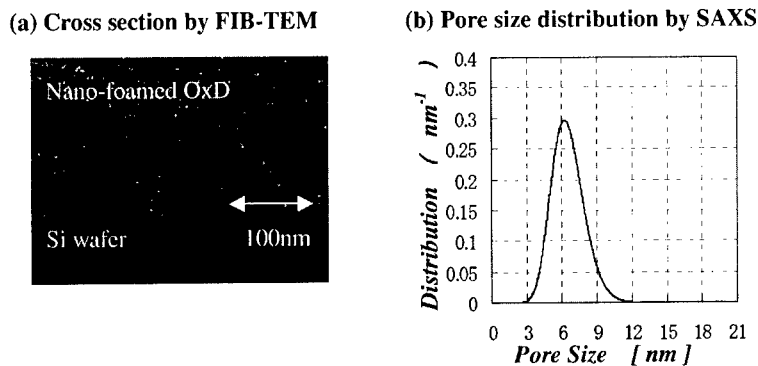 (a) Cross section by FIB-TEM
Nano-foamed OxD
Si wafer
100nm
(b) Pore size distribution by SAXS
Distribution ( nm⁻¹ )
0.4
0.35
0.3
0.25
0.2
0.15
0.1
0.05
0
0 3 6 9 12 15 18 21
Pore Size [ nm ]